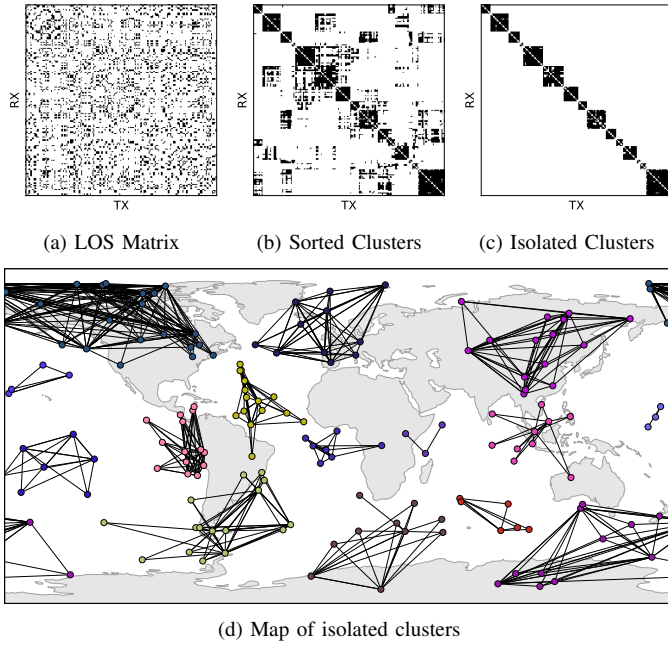 RX
TX
RX
TX
RX
TX
(a) LOS Matrix
(b) Sorted Clusters
(c) Isolated Clusters
(d) Map of isolated clusters